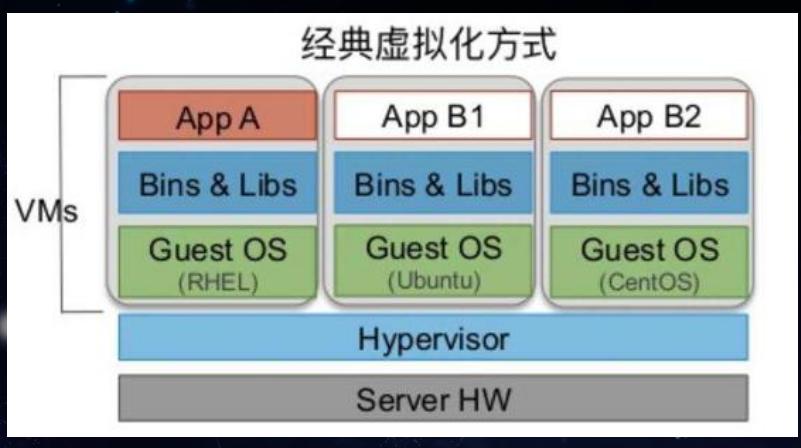 经典虚拟化方式
VMs
App A
App B1
App B2
Bins & Libs
Bins & Libs
Bins & Libs
Guest OS
(RHEL)
Guest OS
(Ubuntu)
Guest OS
(CentOS)
Hypervisor
Server HW